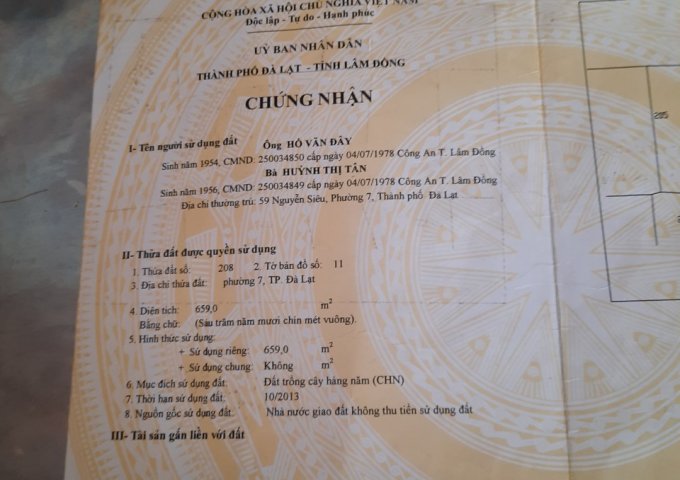 CỘNG HÒA XÃ HỘI CHỦ NGHĨA VIỆT NAM
Độc lập - Tự do - Hạnh phúc
UỶ BAN NHÂN DÂN
THÀNH PHỐ ĐÀ LẠT - TỈNH LÂM ĐỒNG
CHỨNG NHẬN
I- Tên người sử dụng đất
Ông HỒ VĂN ĐÂY
Sinh năm 1954, CMND: 250034850 cấp ngày 04/07/1978 Công An T. Lâm Đồng
Bà HUỲNH THỊ TÂN
Sinh năm 1956, CMND: 250034849 cấp ngày 04/07/1978 Công An T. Lâm Đồng
Địa chỉ thường trú: 59 Nguyễn Siêu, Phường 7, Thành phố Đà Lạt
II- Thửa đất được quyền sử dụng
1. Thửa đất số: 208 2. Tờ bản đồ số: 11
3. Địa chỉ thửa đất: phường 7, TP. Đà Lạt
4. Diện tích: 659,0 m²
Bằng chữ: (Sáu trăm năm mươi chín mét vuông).
5. Hình thức sử dụng:
+ Sử dụng riêng: 659,0 m²
+ Sử dụng chung: Không m²
6. Mục đích sử dụng đất: Đất trồng cây hàng năm (CHN)
7. Thời hạn sử dụng đất: 10/2013
8. Nguồn gốc sử dụng đất: Nhà nước giao đất không thu tiền sử dụng đất
III- Tài sản gắn liền với đất
205